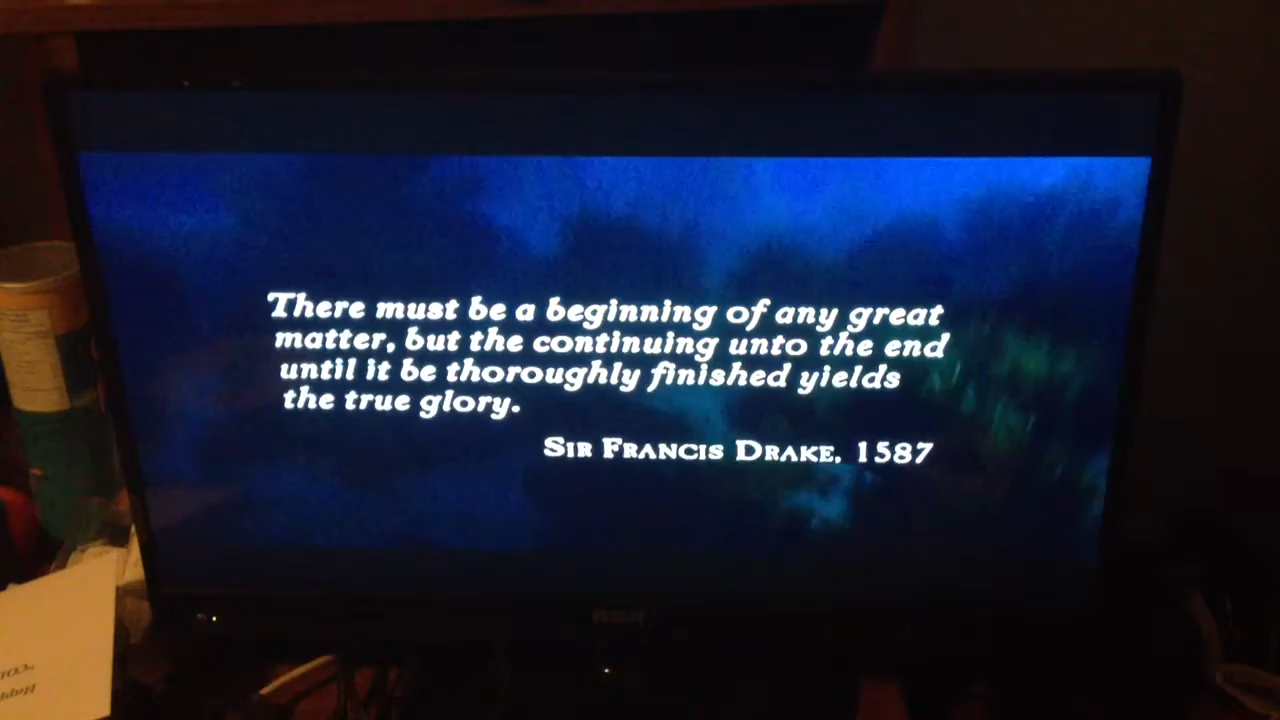 There must be a beginning of any great
matter, but the continuing unto the end
until it be thoroughly finished yields
the true glory.
SIR FRANCIS DRAKE, 1587
RCA